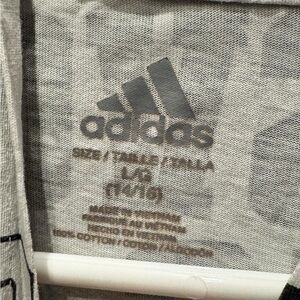 adidas
SIZE / TAILLE / TALLA
L/G
(14/16)
MADE IN VIETNAM
FABRIQUÉ AU VIETNAM
HECHO EN VIETNAM
100% COTTON / COTON / ALGODÓN